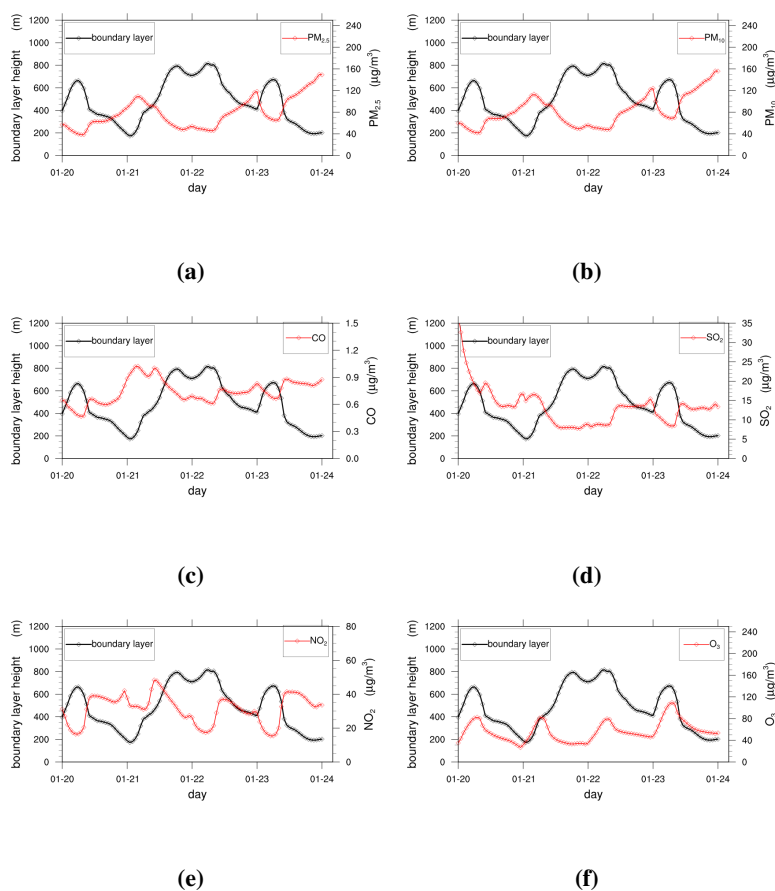 1200 (m) 240
1000 boundary layer PM₂.₅ 200
800 160
600 120
400 80
200 40
0 0
boundary layer height
PM₂.₅ (μg/m³)
01-20 01-21 01-22 01-23 01-24
day
(a)
1200 (m) 240
1000 boundary layer PM₁₀ 200
800 160
600 120
400 80
200 40
0 0
boundary layer height
PM₁₀ (μg/m³)
01-20 01-21 01-22 01-23 01-24
day
(b)
1200 (m) 1.5
1000 boundary layer CO 1.2
800 0.9
600 0.6
400 0.3
200 0.0
0
boundary layer height
CO (μg/m³)
01-20 01-21 01-22 01-23 01-24
day
(c)
1200 (m) 35
1000 boundary layer SO₂ 30
800 25
600 20
400 15
200 10
0 5
0
boundary layer height
SO₂ (μg/m³)
01-20 01-21 01-22 01-23 01-24
day
(d)
1200 (m) 80
1000 boundary layer NO₂ 60
800 40
600 20
400 0
200
0
boundary layer height
NO₂ (μg/m³)
01-20 01-21 01-22 01-23 01-24
day
(e)
1200 (m) 240
1000 boundary layer O₃ 200
800 160
600 120
400 80
200 40
0 0
boundary layer height
O₃ (μg/m³)
01-20 01-21 01-22 01-23 01-24
day
(f)